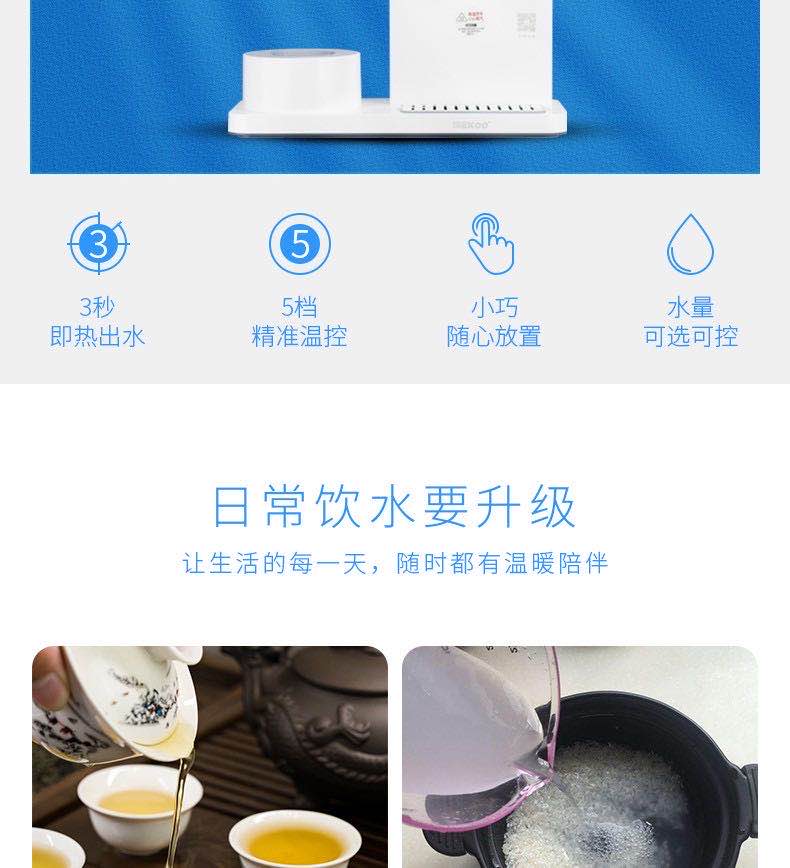 3
3秒
即热出水
5
5档
精准温控
小巧
随心放置
水量
可选可控
日常饮水要升级
让生活的每一天，随时都有温暖陪伴